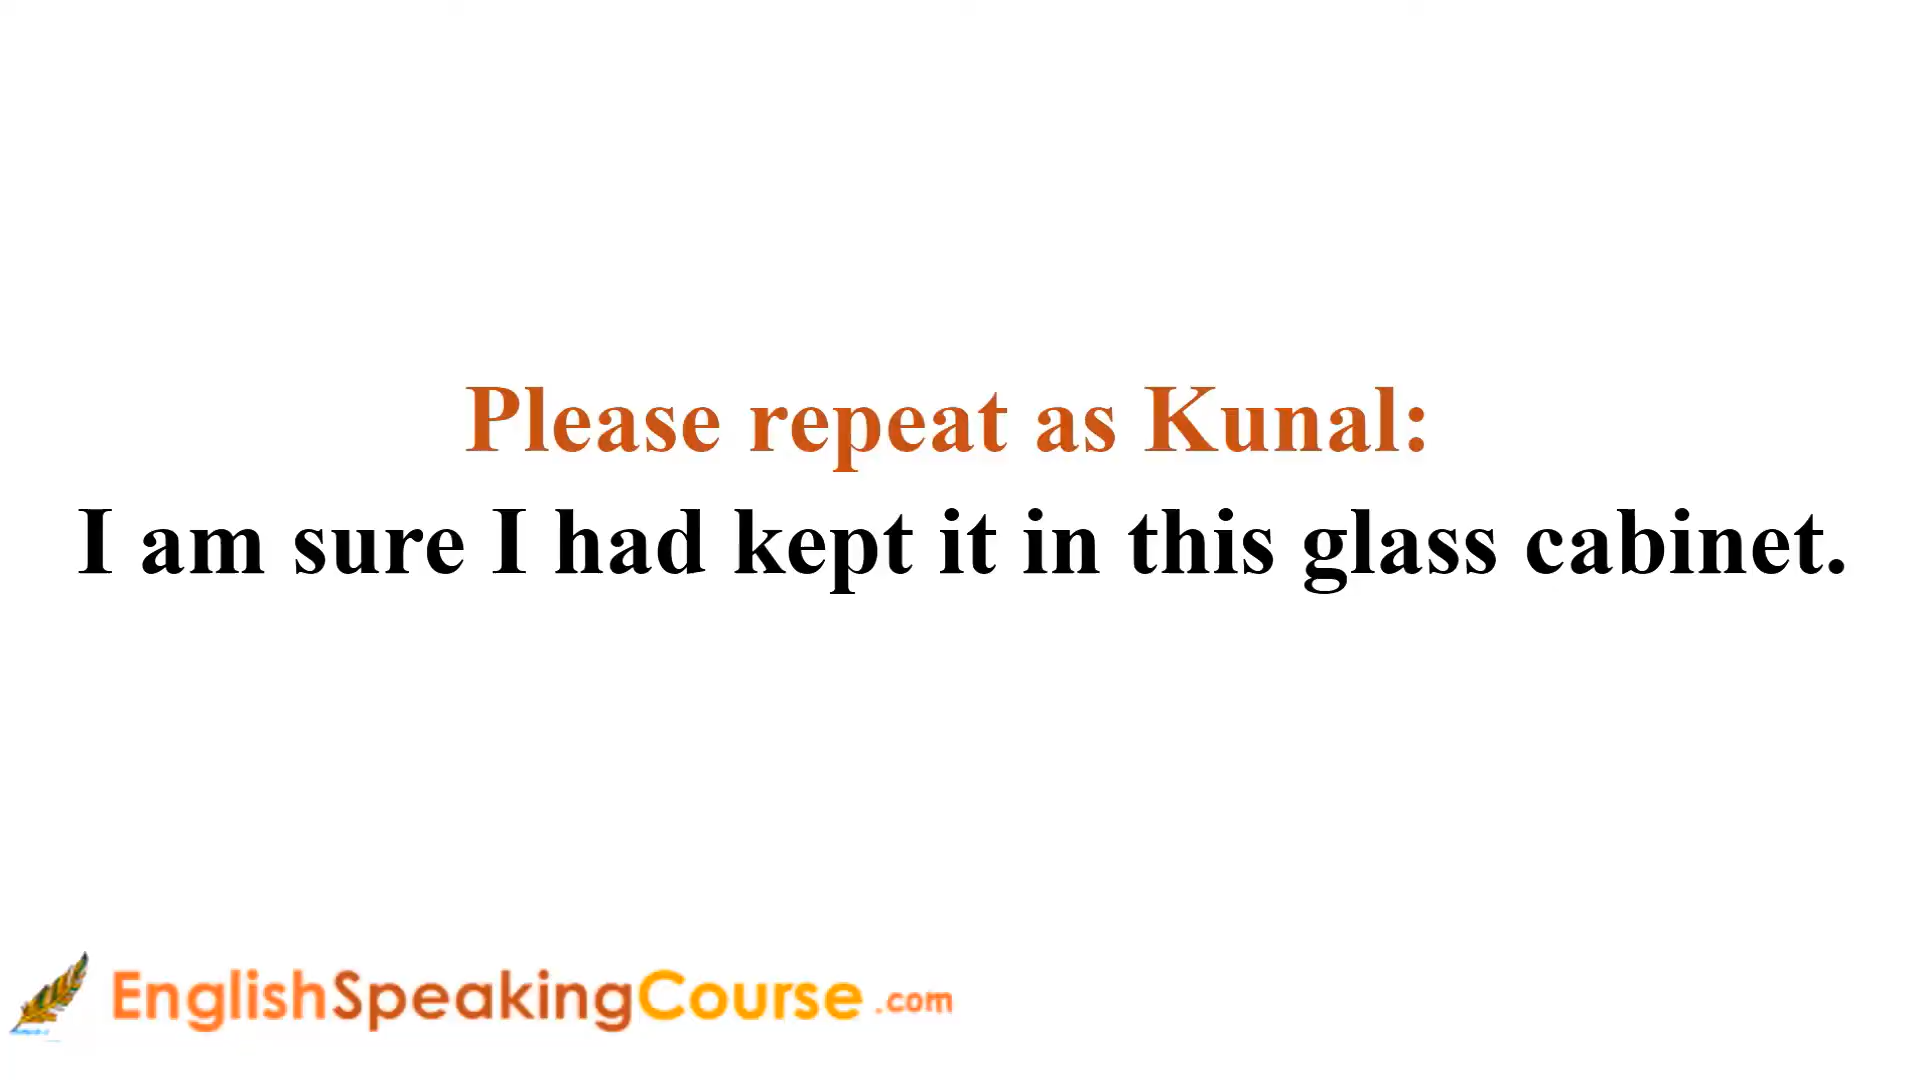 Please repeat as Kunal:
I am sure I had kept it in this glass cabinet.
EnglishSpeakingCourse.com